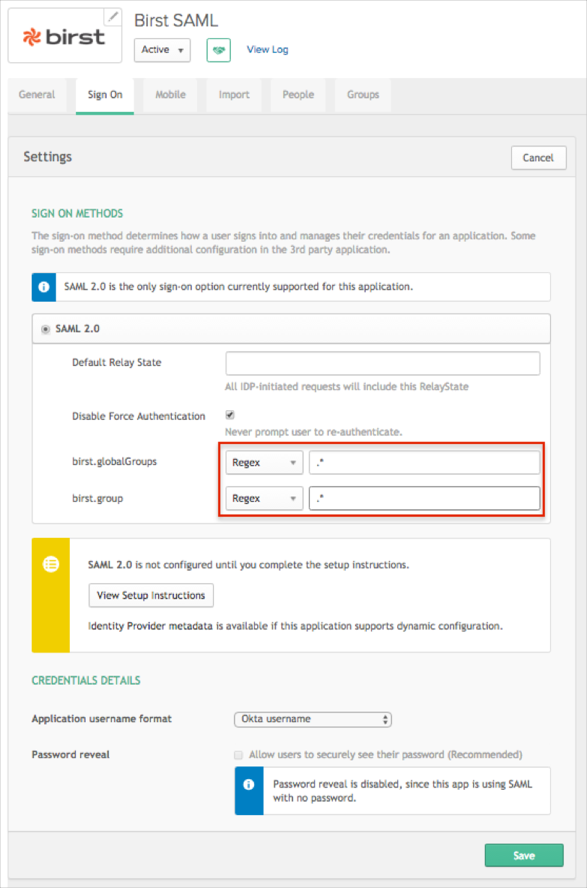 birst
Birst SAML
Active
View Log
General
Sign On
Mobile
Import
People
Groups
Settings
Cancel
SIGN ON METHODS
The sign-on method determines how a user signs into and manages their credentials for an application. Some
sign-on methods require additional configuration in the 3rd party application.
SAML 2.0 is the only sign-on option currently supported for this application.
SAML 2.0
Default Relay State
All IDP-initiated requests will include this RelayState
Disable Force Authentication
Never prompt user to re-authenticate.
birst.globalGroups
Regex
.*
birst.group
Regex
.*
SAML 2.0 is not configured until you complete the setup instructions.
View Setup Instructions
Identity Provider metadata is available if this application supports dynamic configuration.
CREDENTIALS DETAILS
Application username format
Okta username
Password reveal
Allow users to securely see their password (Recommended)
Password reveal is disabled, since this app is using SAML
with no password.
Save